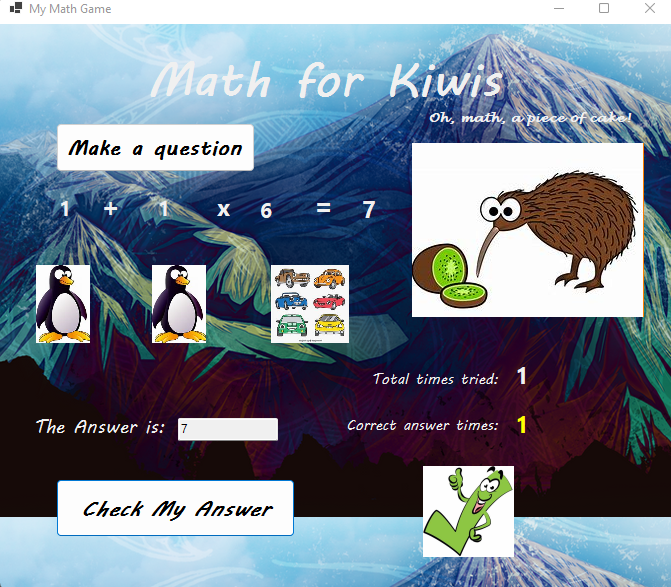 My Math Game
Math for Kiwis
Oh, math, a piece of cake!
Make a question
1 + 1 x 6 = 7
Total times tried: 1
The Answer is: 7
Correct answer times: 1
Check My Answer